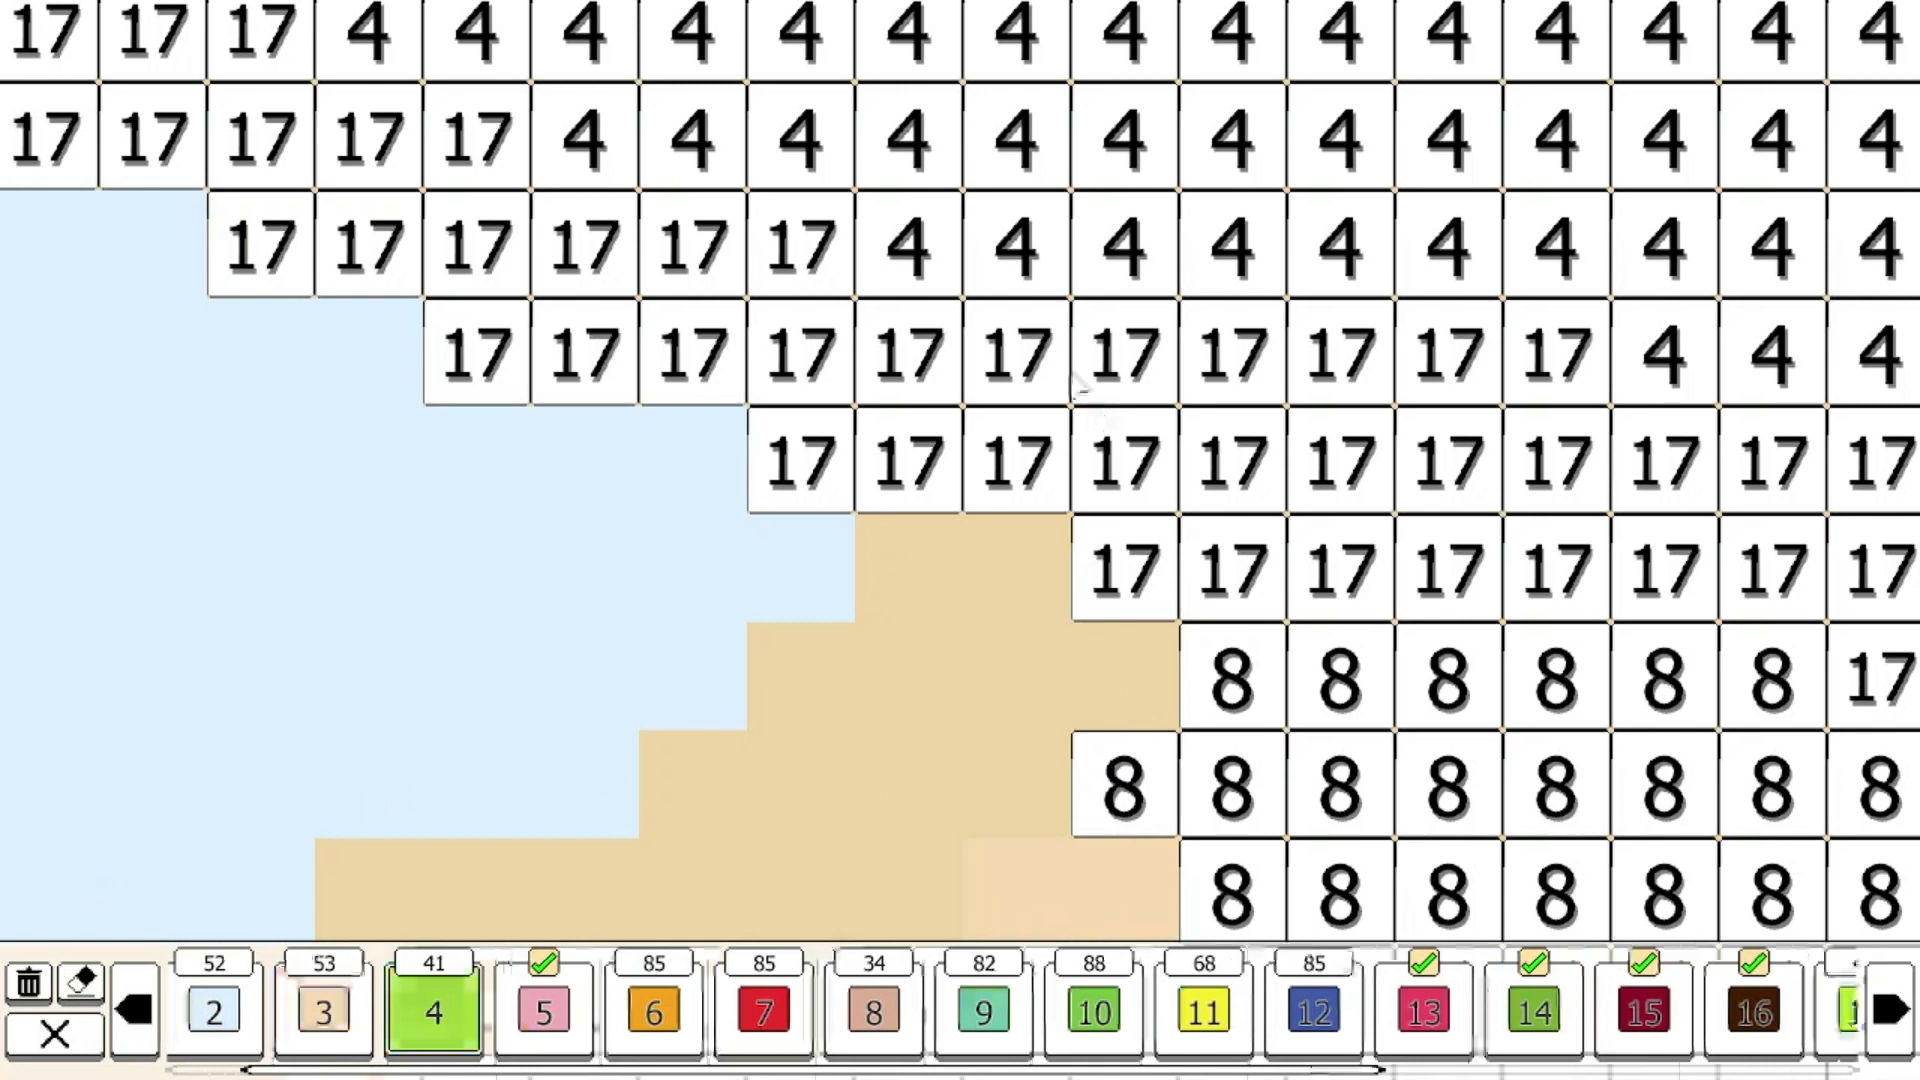 17 17 17 4 4 4 4 4 4 4 4 4 4 4 4 4 4 4
17 17 17 17 17 4 4 4 4 4 4 4 4 4 4 4 4 4
17 17 17 17 17 17 4 4 4 4 4 4 4 4 4 4
17 17 17 17 17 17 17 17 17 17 17 4 4 4
17 17 17 17 17 17 17 17 17 17 17
17 17 17 17 17 17 17 17
8 8 8 8 8 8 17
8 8 8 8 8 8 8 8
8 8 8 8 8 8 8
52 53 41 85 85 34 82 88 68 85
2 3 4 5 6 7 8 9 10 11 12 13 14 15 16